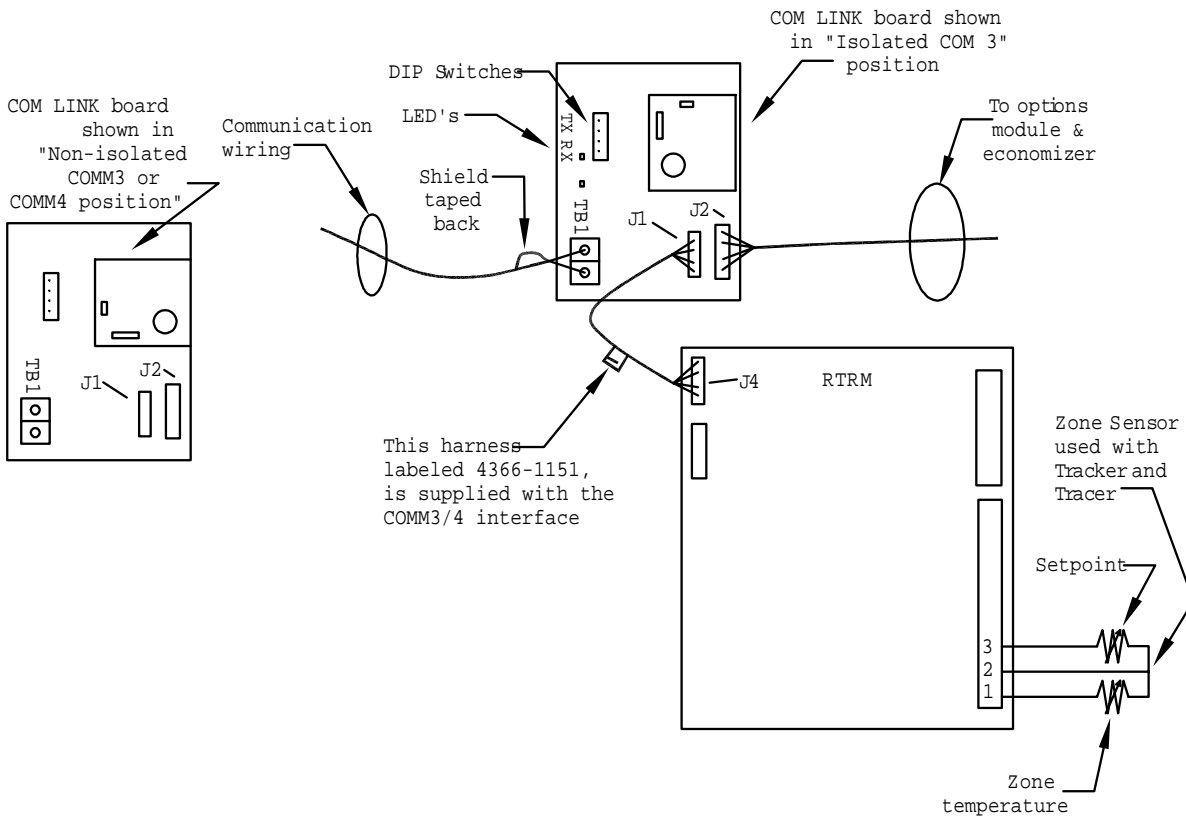 COM LINK board shown
in "Isolated COM 3"
position
DIP Switches
LED's
TX RX
TB1
J1
J2
To options
module &
economizer
COM LINK board
shown in
"Non-isolated
COMM3 or
COMM4 position"
Communication
wiring
Shield
taped
back
TB1
J1
J2
J4
RTRM
This harness
labeled 4366-1151,
is supplied with the
COMM3/4 interface
Zone Sensor
used with
Tracker and
Tracer
Setpoint
3
2
1
Zone
temperature